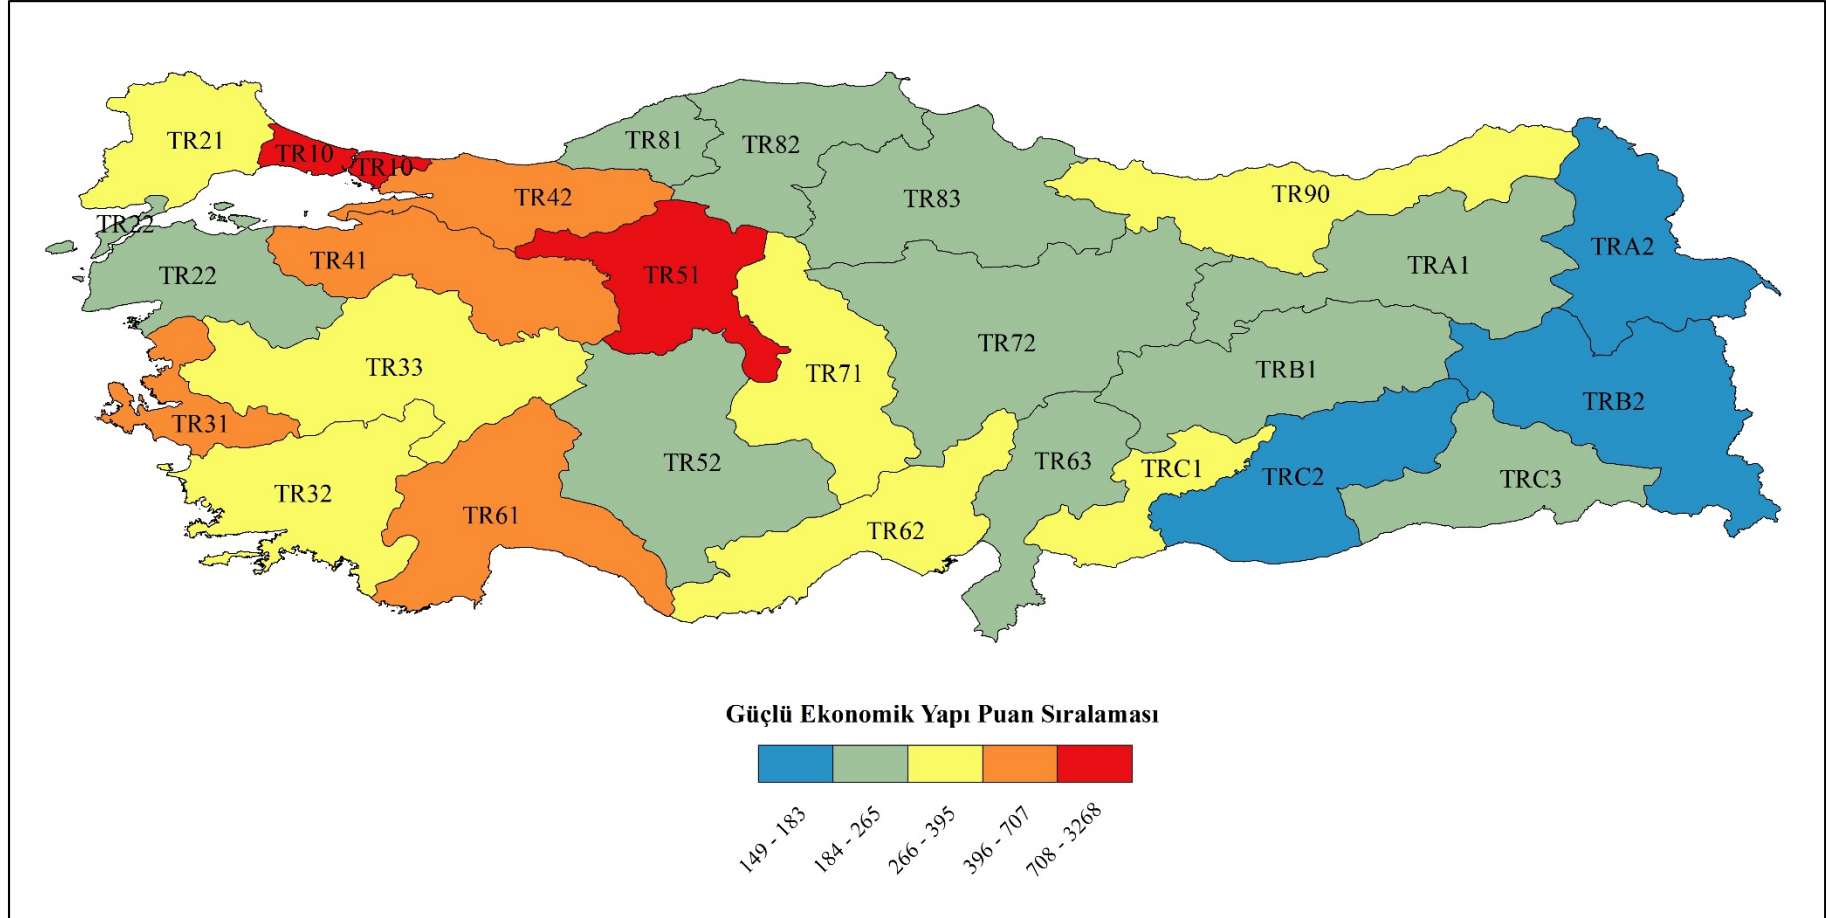 TR21
TR10
TR10
TR81
TR82
TR42
TR83
TR90
TR22
TR22
TR41
TR51
TRA1
TRA2
TR33
TR72
TR71
TRB1
TRB2
TR31
TR52
TR63
TRC1
TRC2
TRC3
TR32
TR61
TR62
Güçlü Ekonomik Yapı Puan Sıralaması
149 - 183
184 - 265
266 - 395
396 - 707
708 - 3268